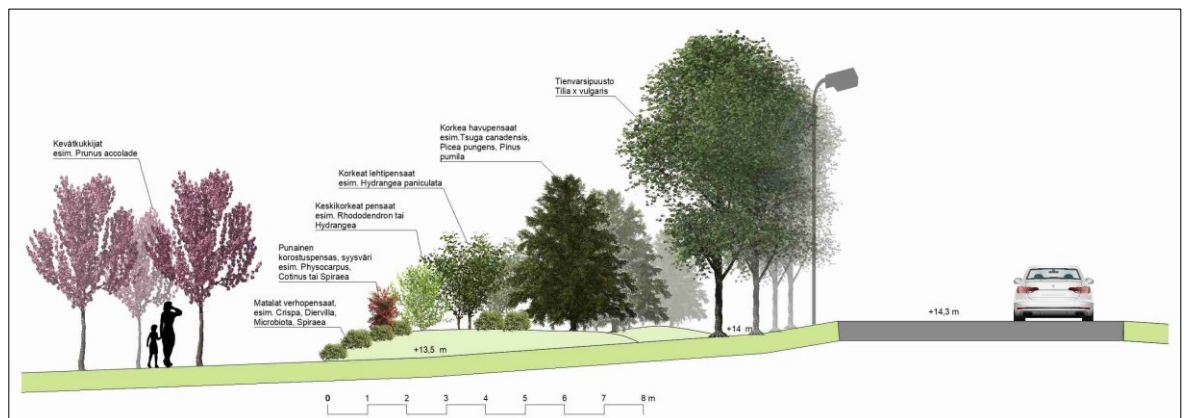 Tienvarsipuusto
Tilia x vulgaris
Korkea havupensaat
esim.Tsuga canadensis,
Picea pungens, Pinus
pumila
Kevätkukkijat
esim. Prunus accolade
Korkeat lehtipensaat
esim. Hydrangea paniculata
Keskikorkeat pensaat
esim. Rhododendron tai
Hydrangea
Punainen
korostuspensas, syysväri
esim. Physocarpus,
Cotinus tai Spiraea
Matalat verhopensaat,
esim. Crispa, Diervilla,
Microbiota, Spiraea
+14,3 m
+14 m
+13,5 m
0 1 2 3 4 5 6 7 8 m